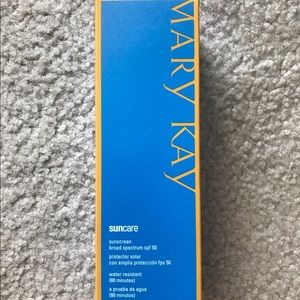 MARY KAY
suncare
sunscreen
broad spectrum spf 50
protector solar
con amplia protección fps 50
water resistant
(80 minutes)
a prueba de agua
(80 minutos)